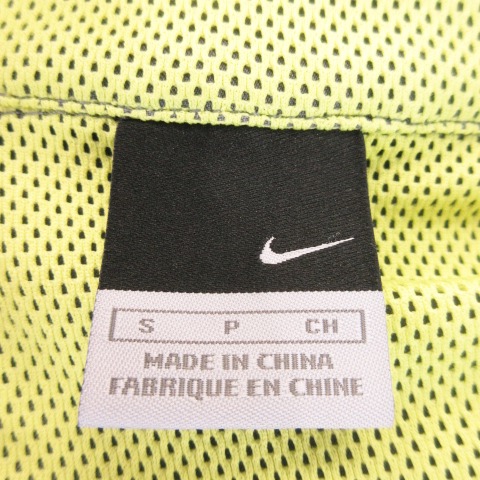 S P CH
MADE IN CHINA
FABRIQUE EN CHINE